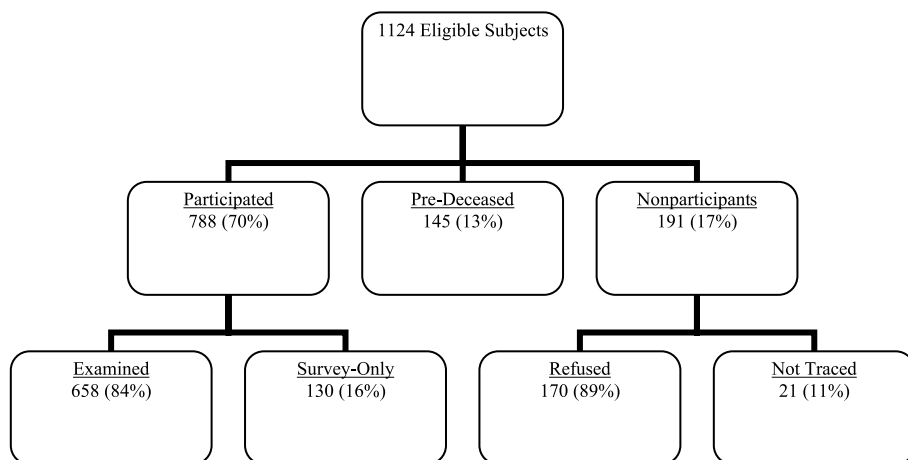 1124 Eligible Subjects
Participated
788 (70%)
Pre-Deceased
145 (13%)
Nonparticipants
191 (17%)
Examined
658 (84%)
Survey-Only
130 (16%)
Refused
170 (89%)
Not Traced
21 (11%)